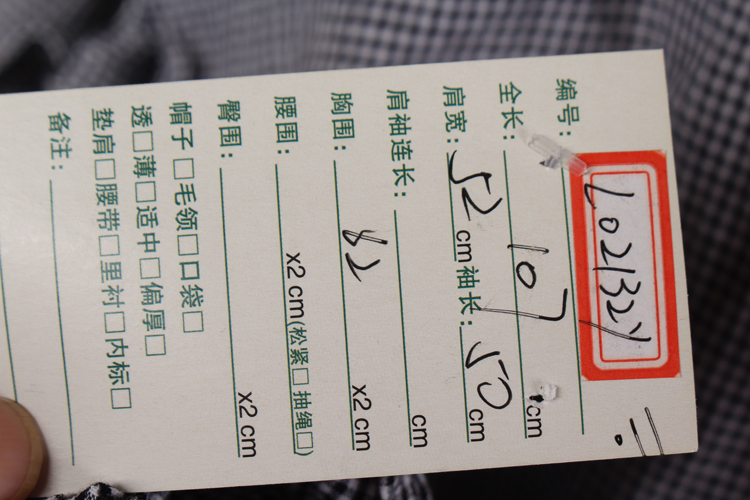 编号: L021324
全长: 107 cm
肩宽: 52 cm 袖长: 50 cm
肩袖连长: cm
胸围: 82 x2 cm
腰围: x2 cm(松紧□ 抽绳□)
臀围: x2 cm
帽子□ 毛领□ 口袋□
透□ 薄□ 适中□ 偏厚□
垫肩□ 腰带□ 里衬□ 内标□
备注: